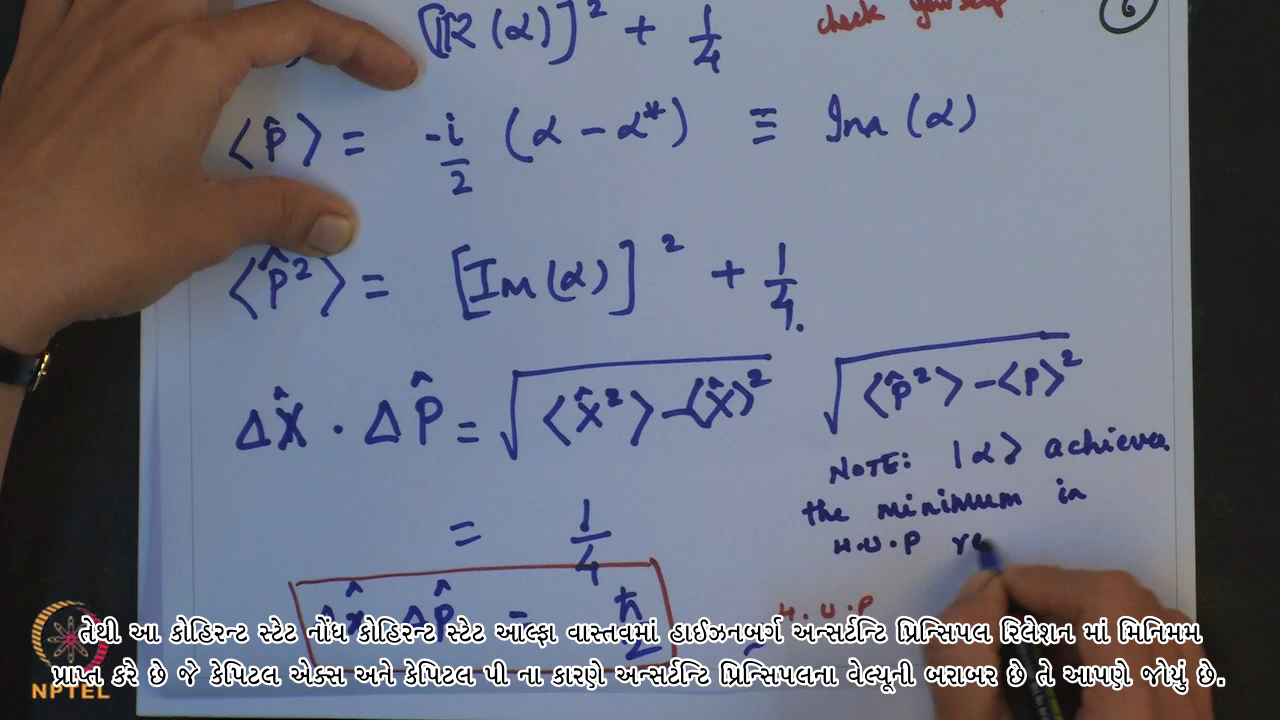 [R(α)]² + 1/4 check yourself 6
⟨p̂⟩ = -i/2 (α - α*) ≡ Im (α)
⟨p̂²⟩ = [Im(α)]² + 1/4.
Δx̂ · Δp̂ = √⟨x̂²⟩-⟨x̂⟩² √⟨p̂²⟩-⟨p⟩²
NOTE: |α⟩ achieves
the minimum in
H.U.P re
= 1/4
Δx̂ Δp̂ = ħ/2 H.U.P
તેથી આ કોહિરન્ટ સ્ટેટ નોંધ કોહિરન્ટ સ્ટેટ આલ્ફા વાસ્તવમાં હાઈઝનબર્ગ અન્સર્ટન્ટિ પ્રિન્સિપલ રિલેશન માં મિનિમમ
પ્રાપ્ત કરે છે જે કેપિટલ એક્સ અને કેપિટલ પી ના કારણે અન્સર્ટન્ટિ પ્રિન્સિપલના વેલ્યૂની બરાબર છે તે આપણે જોયું છે.
NPTEL